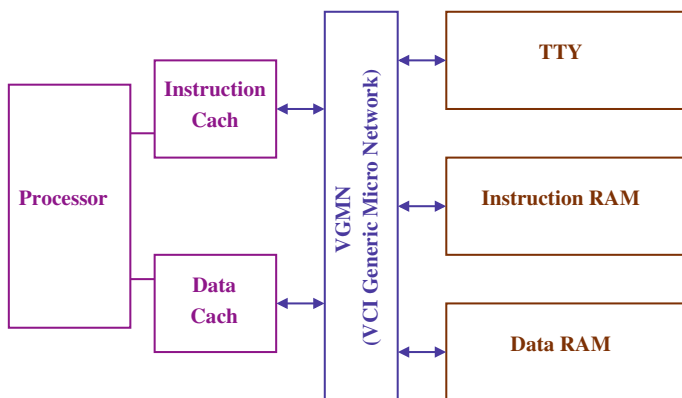 Processor
Instruction
Cach
Data
Cach
VGMN
(VCI Generic Micro Network)
TTY
Instruction RAM
Data RAM